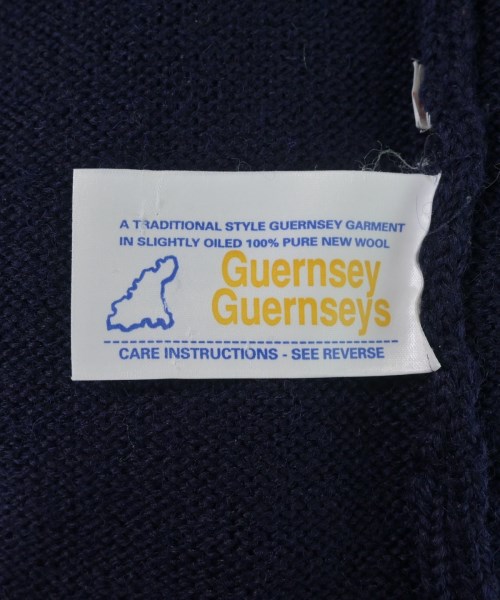 A TRADITIONAL STYLE GUERNSEY GARMENT
IN SLIGHTLY OILED 100% PURE NEW WOOL
Guernsey
Guernseys
CARE INSTRUCTIONS - SEE REVERSE